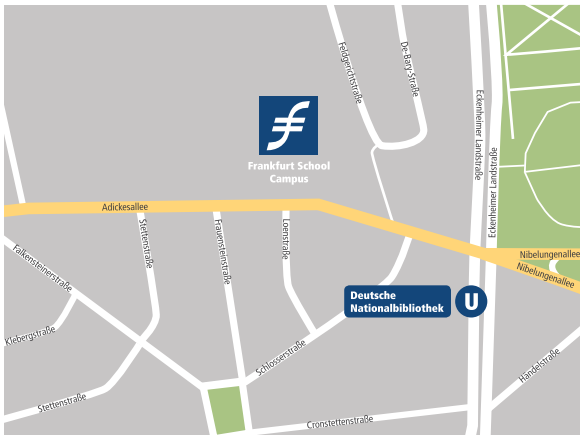 Feldgerichtstraße
De-Bary-Straße
Eckenheimer Landstraße
Eckenheimer Landstraße
Frankfurt School
Campus
Adickesallee
Stettenstraße
Frauensteinstraße
Loenstraße
Falkensteinerstraße
Nibelungenallee
Nibelungenallee
Deutsche
Nationalbibliothek
U
Klebergstraße
Schlosserstraße
Händelstraße
Stettenstraße
Cronstettenstraße